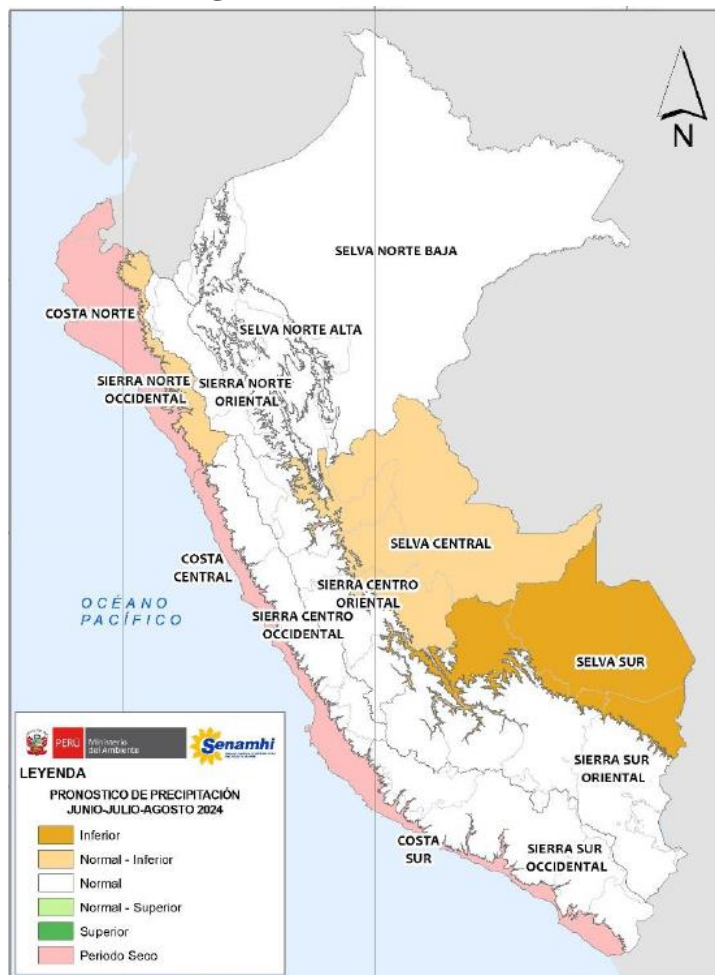 N
SELVA NORTE BAJA
COSTA NORTE
SELVA NORTE ALTA
SIERRA NORTE
OCCIDENTAL
SIERRA NORTE
ORIENTAL
SELVA CENTRAL
COSTA
CENTRAL
SIERRA CENTRO
ORIENTAL
OCÉANO
PACÍFICO
SIERRA CENTRO
OCCIDENTAL
SELVA SUR
SIERRA SUR
ORIENTAL
COSTA
SUR
SIERRA SUR
OCCIDENTAL
PERÚ
Ministerio
del Ambiente
Senamhi
LEYENDA
PRONOSTICO DE PRECIPITACIÓN
JUNIO-JULIO-AGOSTO 2024
Inferior
Normal - Inferior
Normal
Normal - Superior
Superior
Periodo Seco